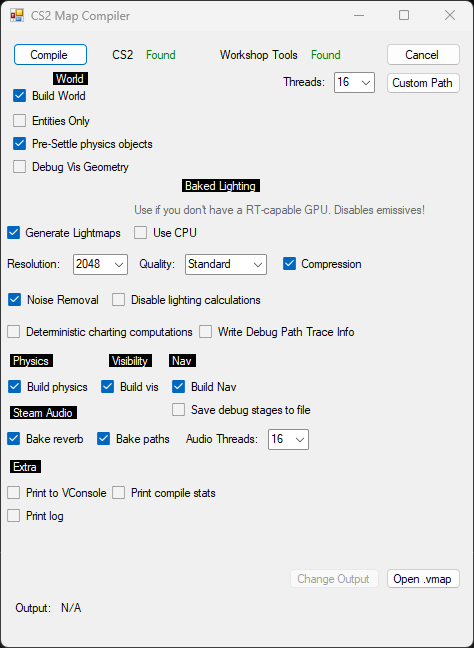 CS2 Map Compiler
Compile CS2 Found Workshop Tools Found Cancel
World Threads: 16 Custom Path
Build World
Entities Only
Pre-Settle physics objects
Debug Vis Geometry
Baked Lighting
Use if you don't have a RT-capable GPU. Disables emissives!
Generate Lightmaps Use CPU
Resolution: 2048 Quality: Standard Compression
Noise Removal Disable lighting calculations
Deterministic charting computations Write Debug Path Trace Info
Physics Visibility Nav
Build physics Build vis Build Nav
Steam Audio Save debug stages to file
Bake reverb Bake paths Audio Threads: 16
Extra
Print to VConsole Print compile stats
Print log
Change Output Open .vmap
Output: N/A